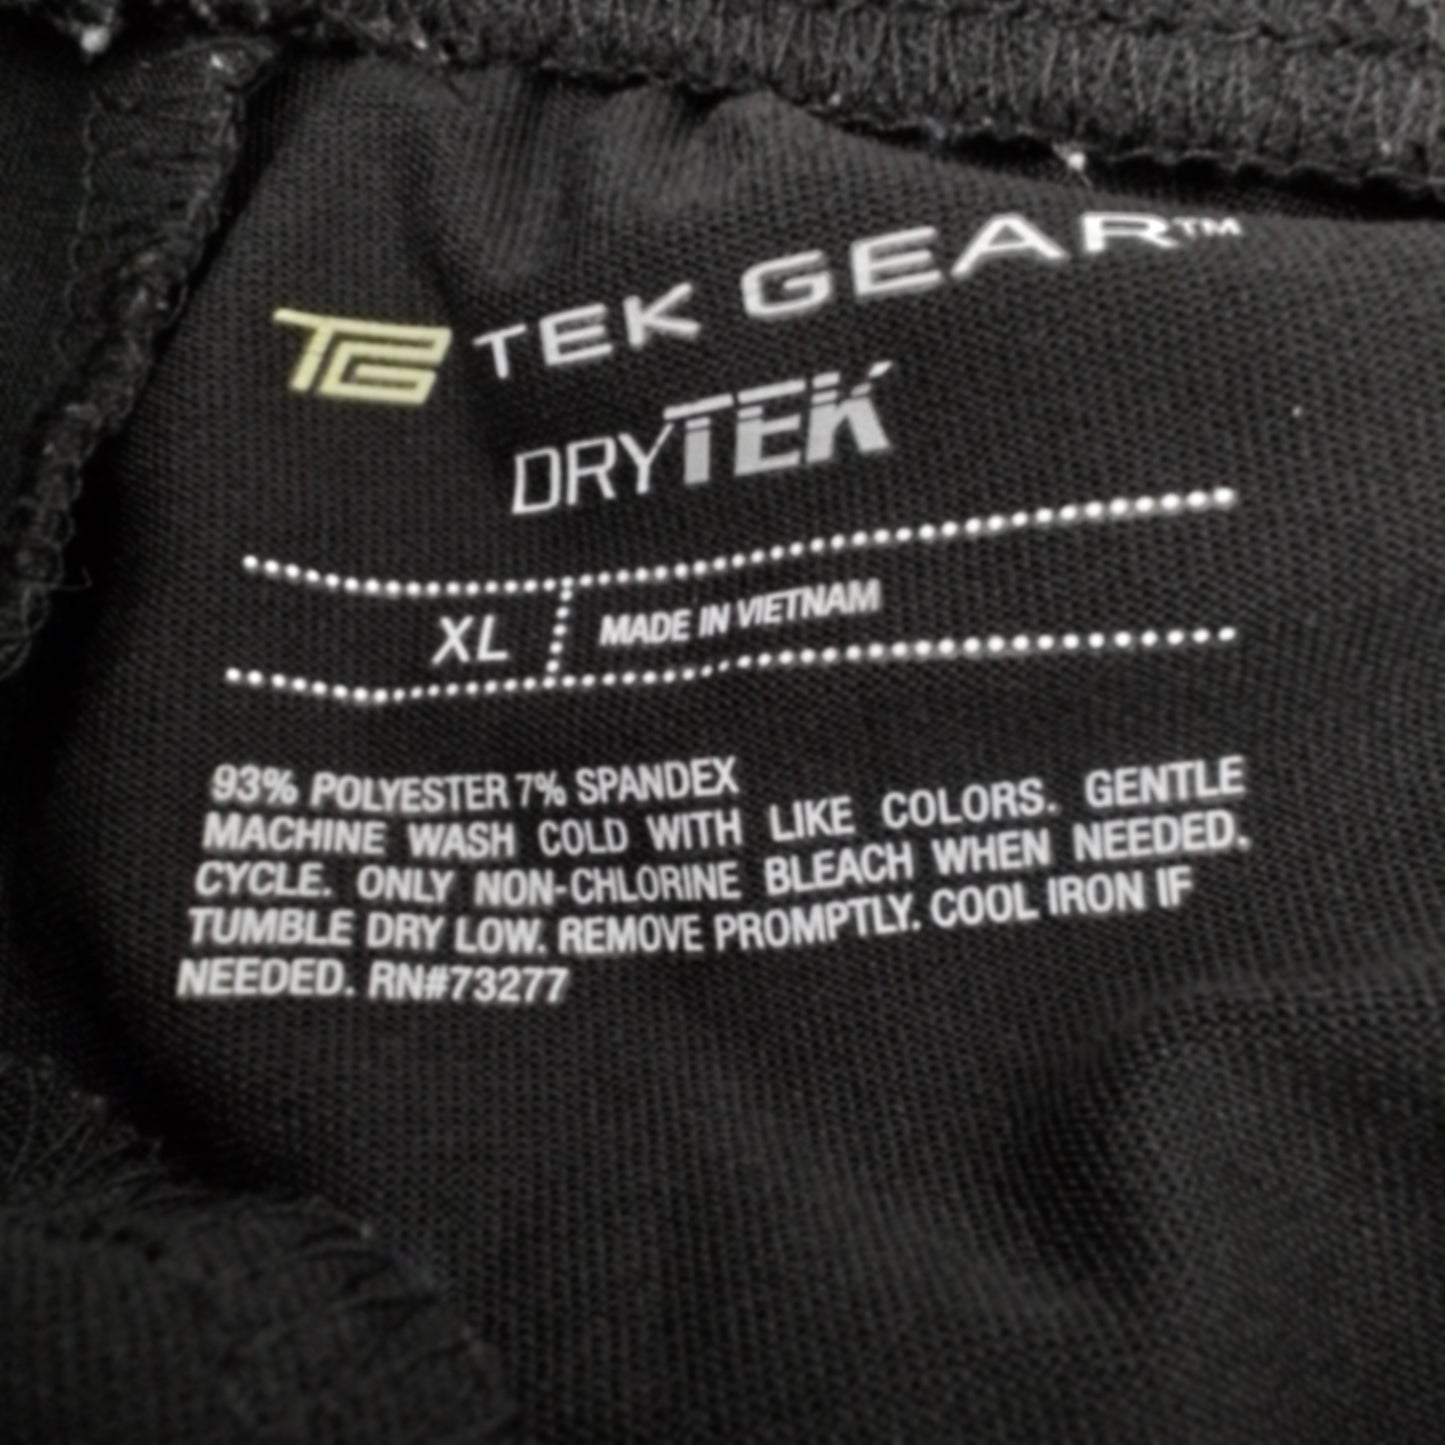 TG TEK GEAR™
DRYTEK
XL MADE IN VIETNAM
93% POLYESTER 7% SPANDEX
MACHINE WASH COLD WITH LIKE COLORS. GENTLE
CYCLE. ONLY NON-CHLORINE BLEACH WHEN NEEDED.
TUMBLE DRY LOW. REMOVE PROMPTLY. COOL IRON IF
NEEDED. RN#73277